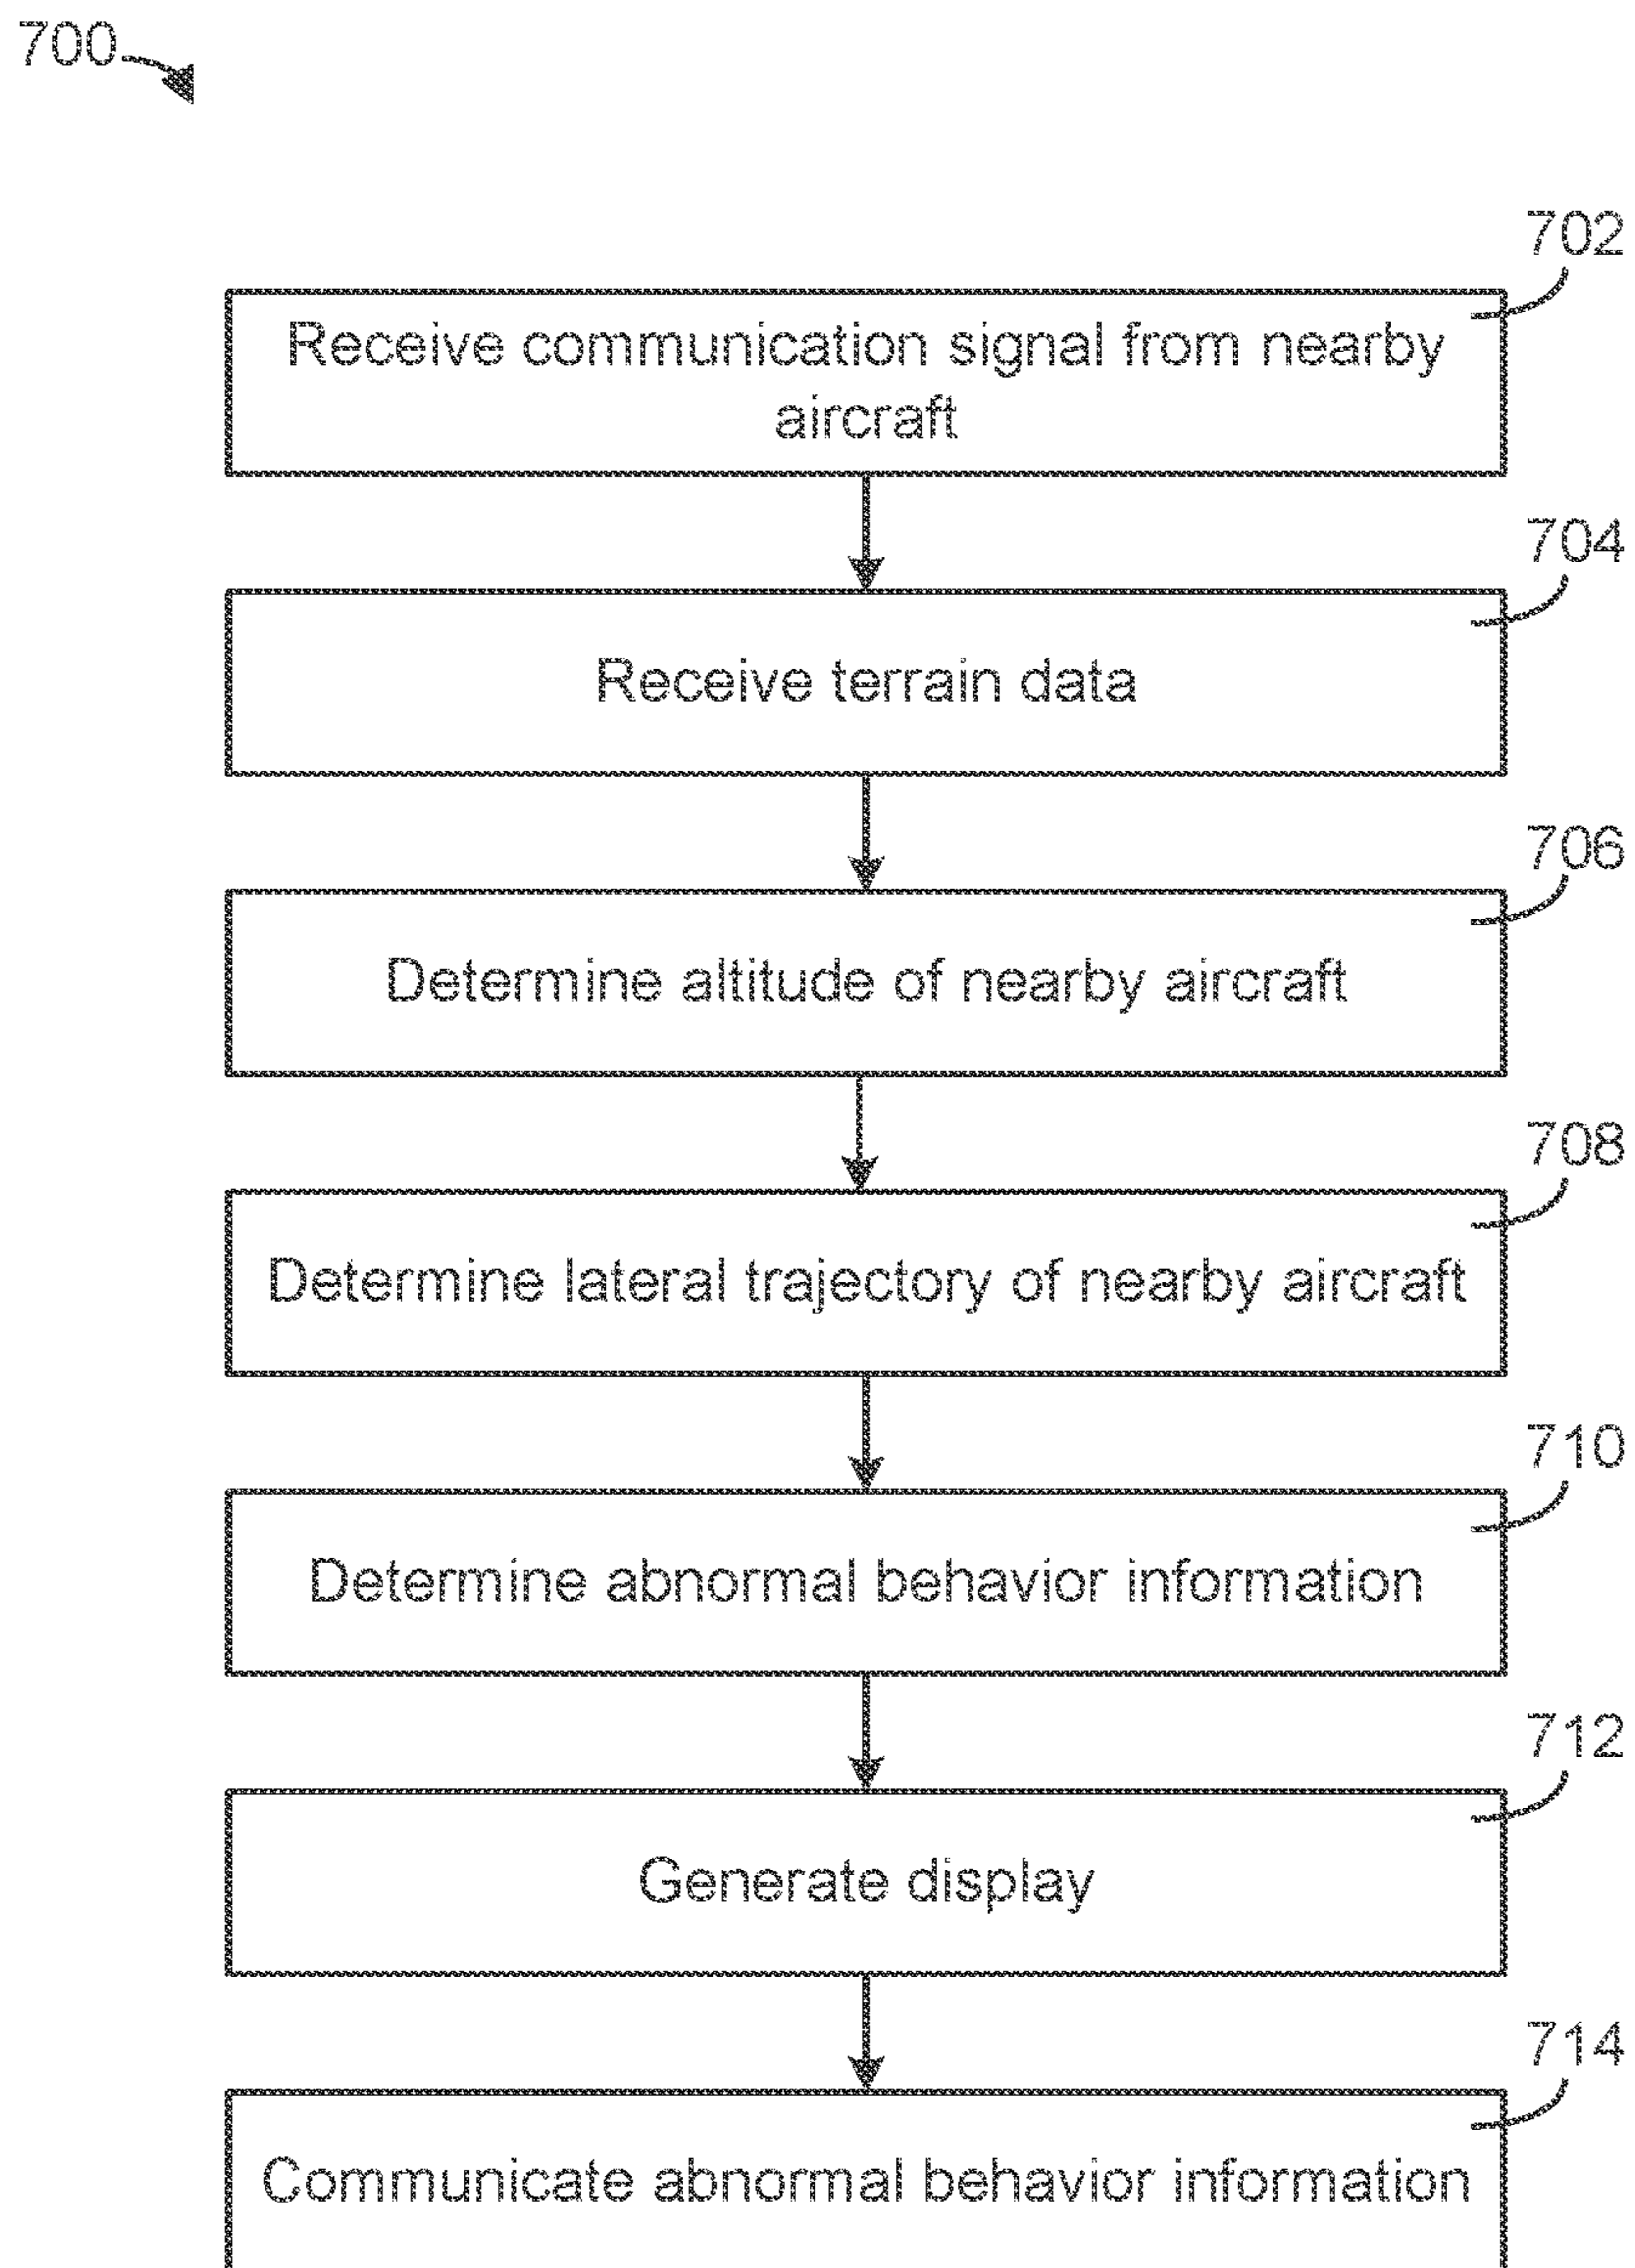 700
702
Receive communication signal from nearby
aircraft
704
Receive terrain data
706
Determine altitude of nearby aircraft
708
Determine lateral trajectory of nearby aircraft
710
Determine abnormal behavior information
712
Generate display
714
Communicate abnormal behavior information